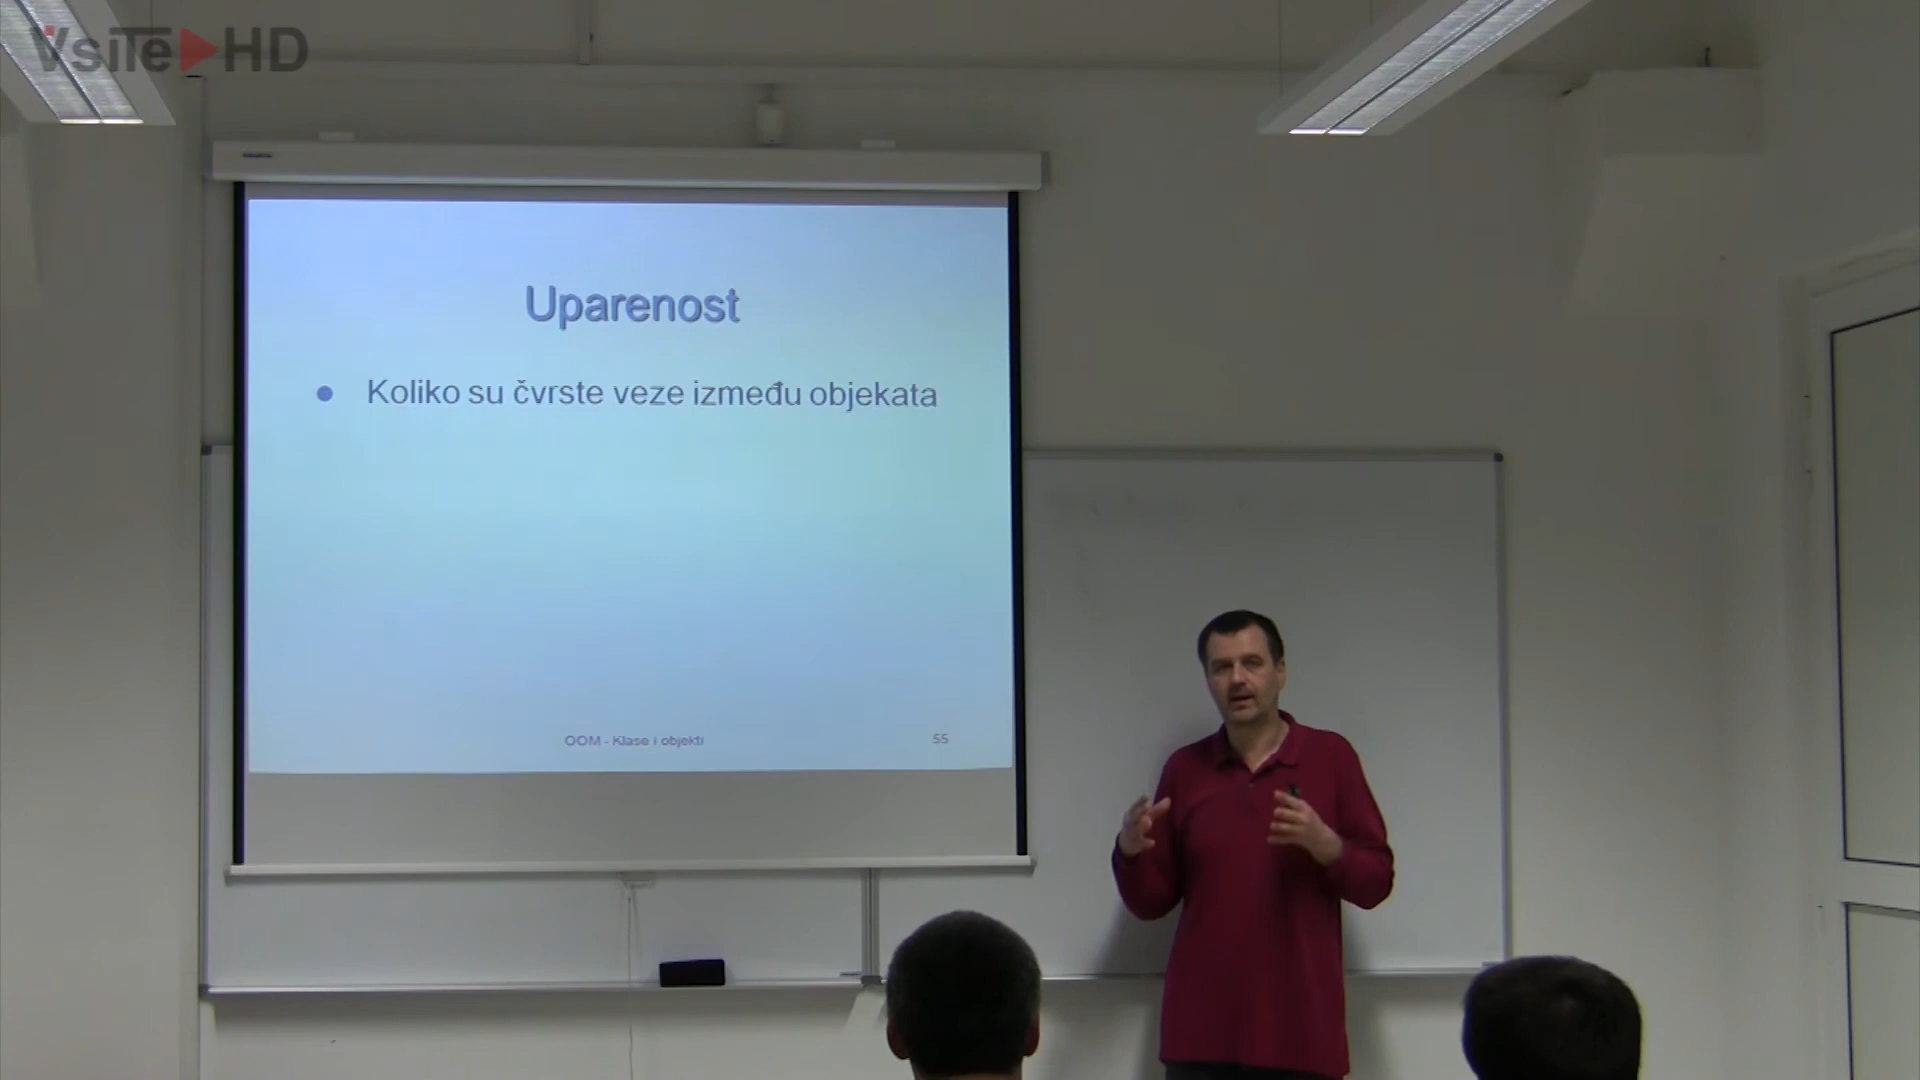 VsiTe HD
Uparenost
Koliko su čvrste veze između objekata
OOM - Klase i objekti
55